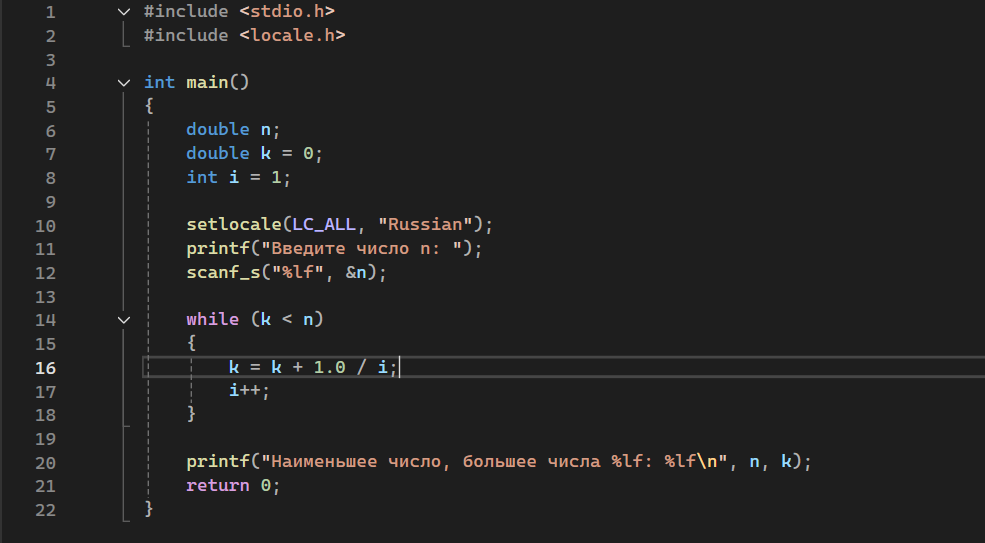 1 #include <stdio.h>
2 #include <locale.h>
3
4 int main()
5 {
6 double n;
7 double k = 0;
8 int i = 1;
9
10 setlocale(LC_ALL, "Russian");
11 printf("Введите число n: ");
12 scanf_s("%lf", &n);
13
14 while (k < n)
15 {
16 k = k + 1.0 / i;
17 i++;
18 }
19
20 printf("Наименьшее число, большее числа %lf: %lf\n", n, k);
21 return 0;
22 }